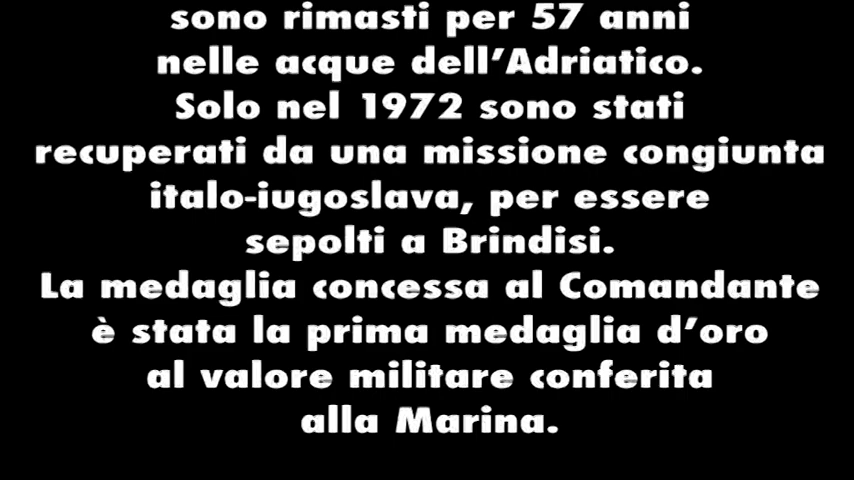 sono rimasti per 57 anni
nelle acque dell'Adriatico.
Solo nel 1972 sono stati
recuperati da una missione congiunta
italo-iugoslava, per essere
sepolti a Brindisi.
La medaglia concessa al Comandante
è stata la prima medaglia d'oro
al valore militare conferita
alla Marina.